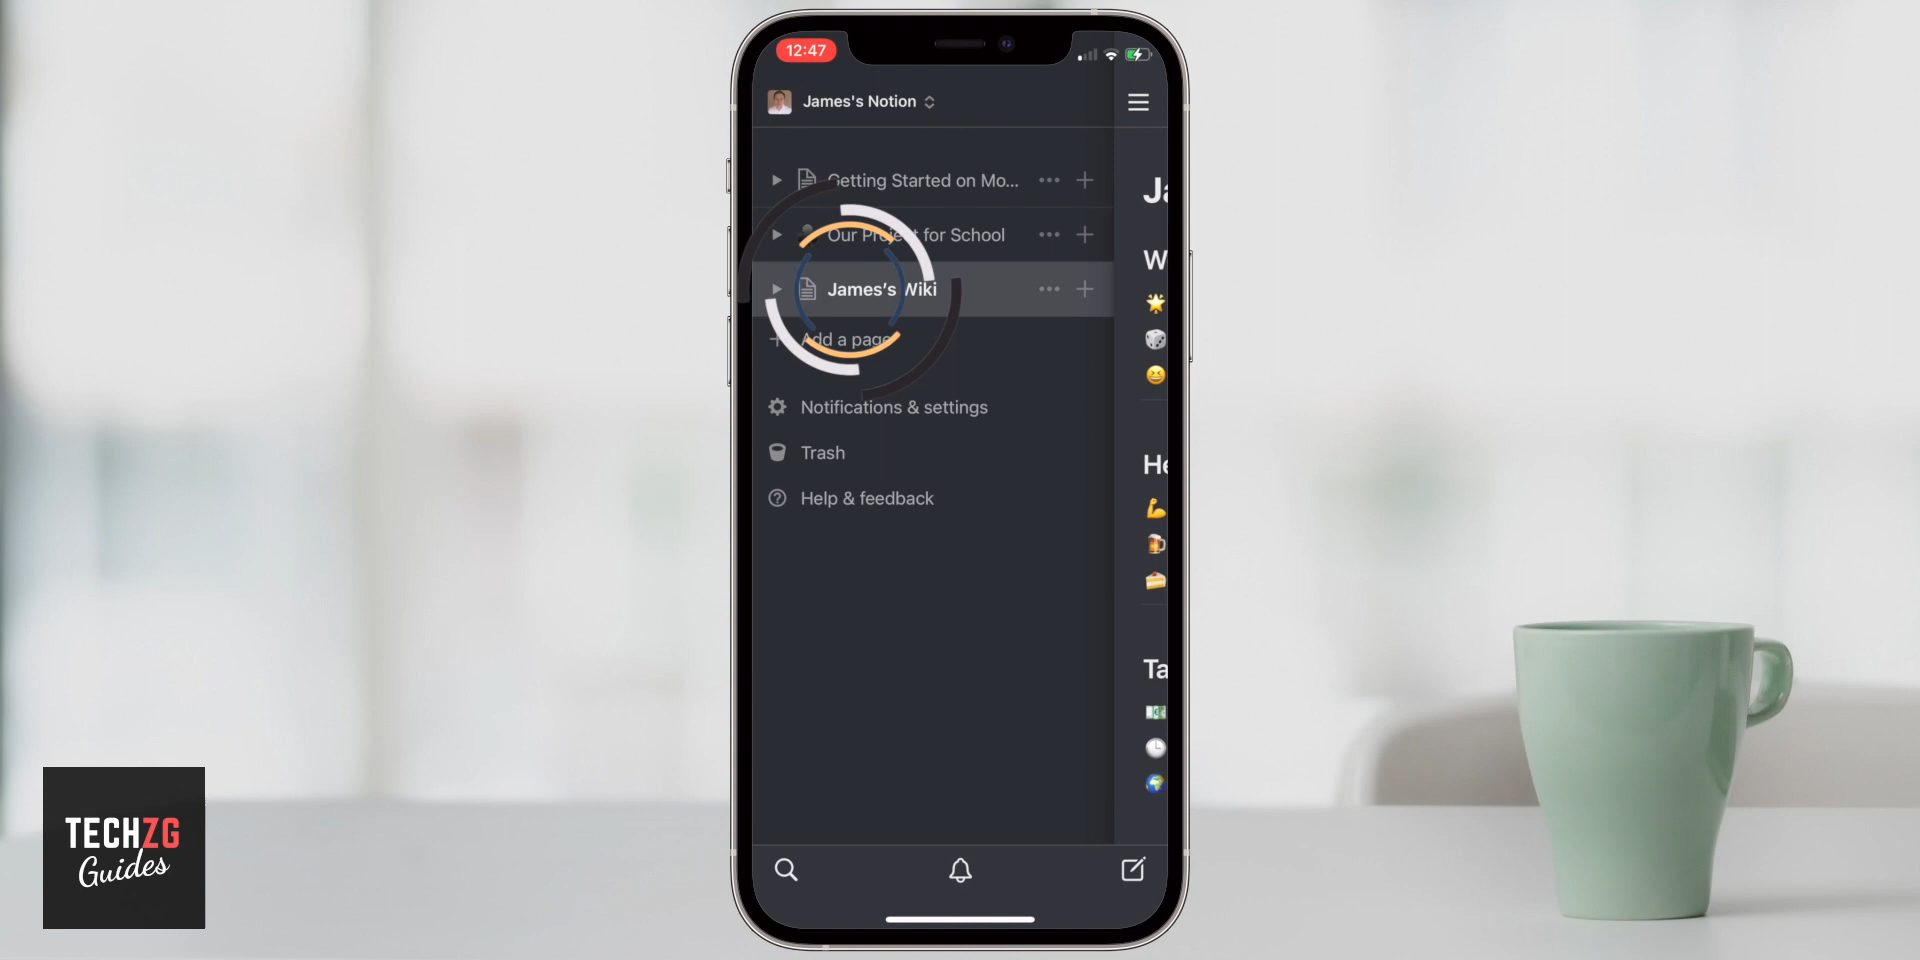 12:47
James's Notion
Getting Started on Mo...
Our Project for School
James’s Wiki
Add a page
Notifications & settings
Trash
Help & feedback
Ja
W
He
Ta
TECHZG
Guides